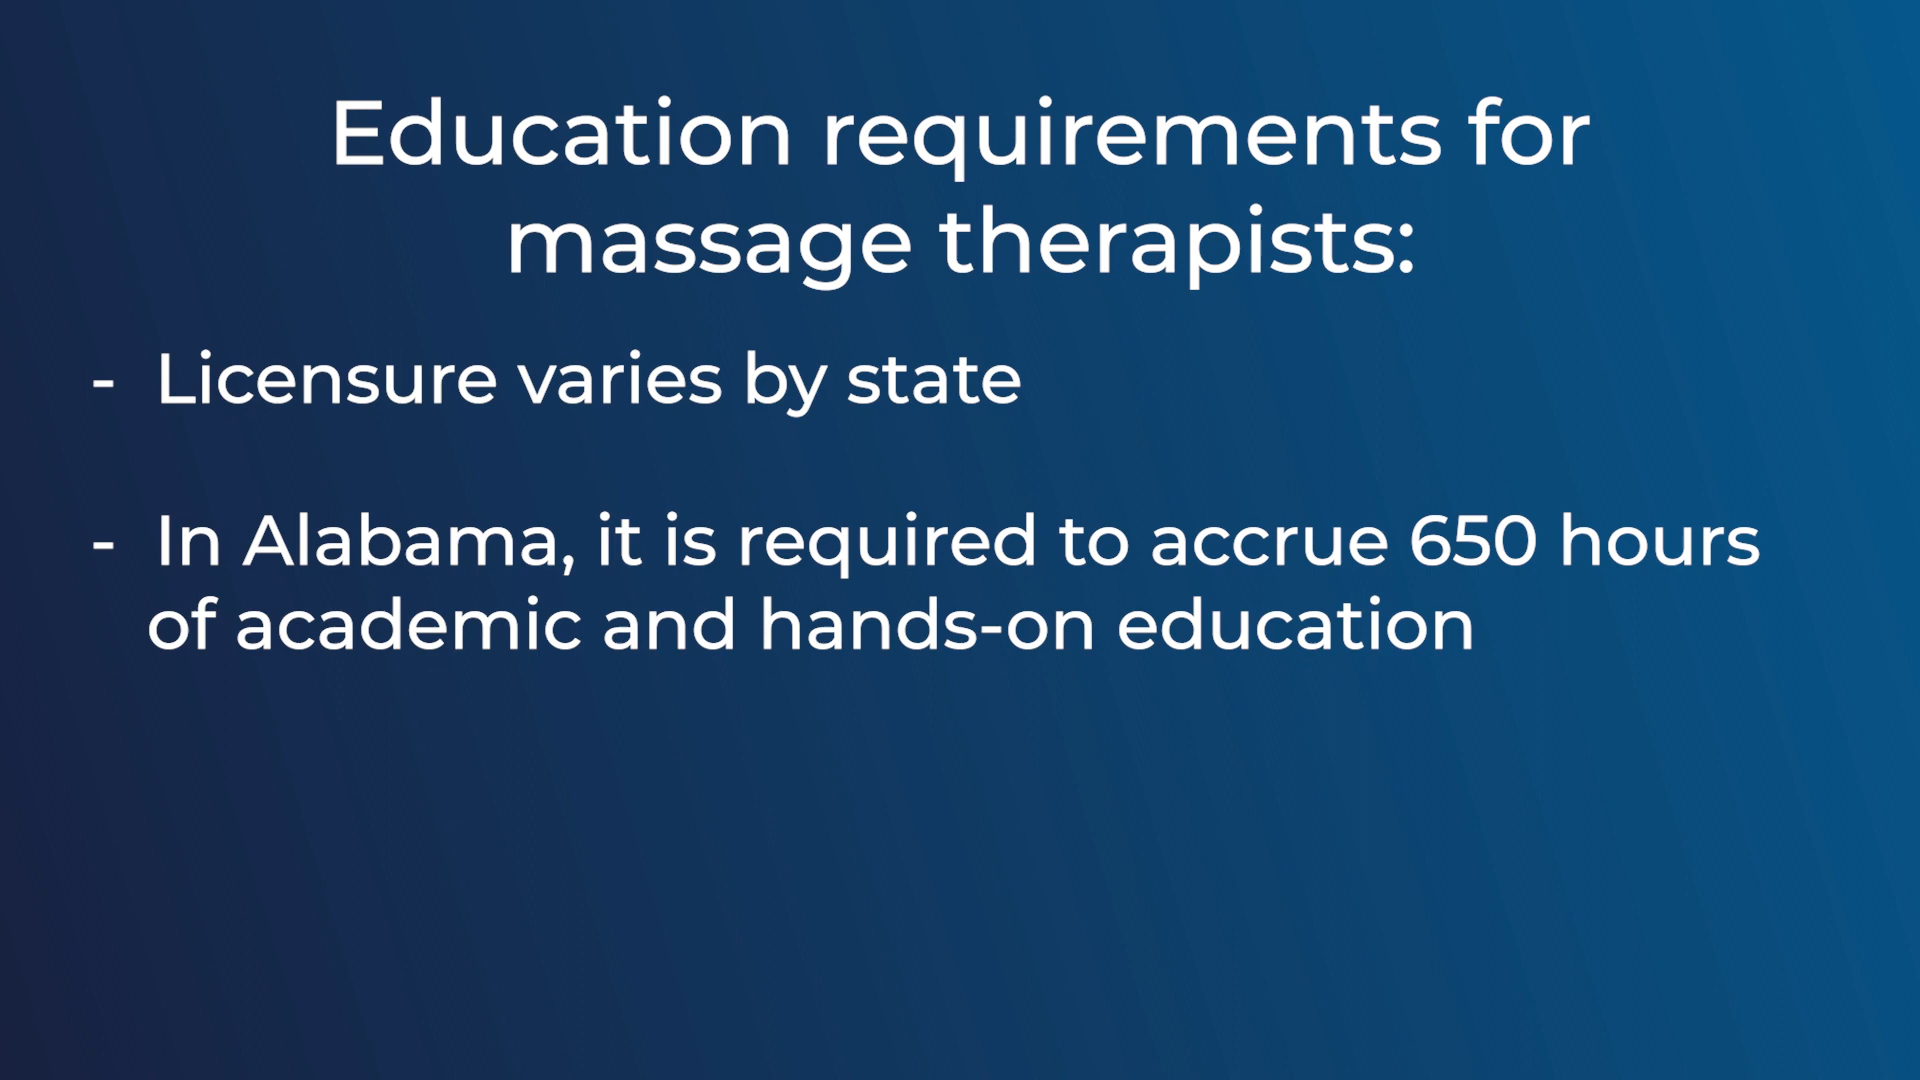 Education requirements for
massage therapists:
- Licensure varies by state
- In Alabama, it is required to accrue 650 hours
of academic and hands-on education